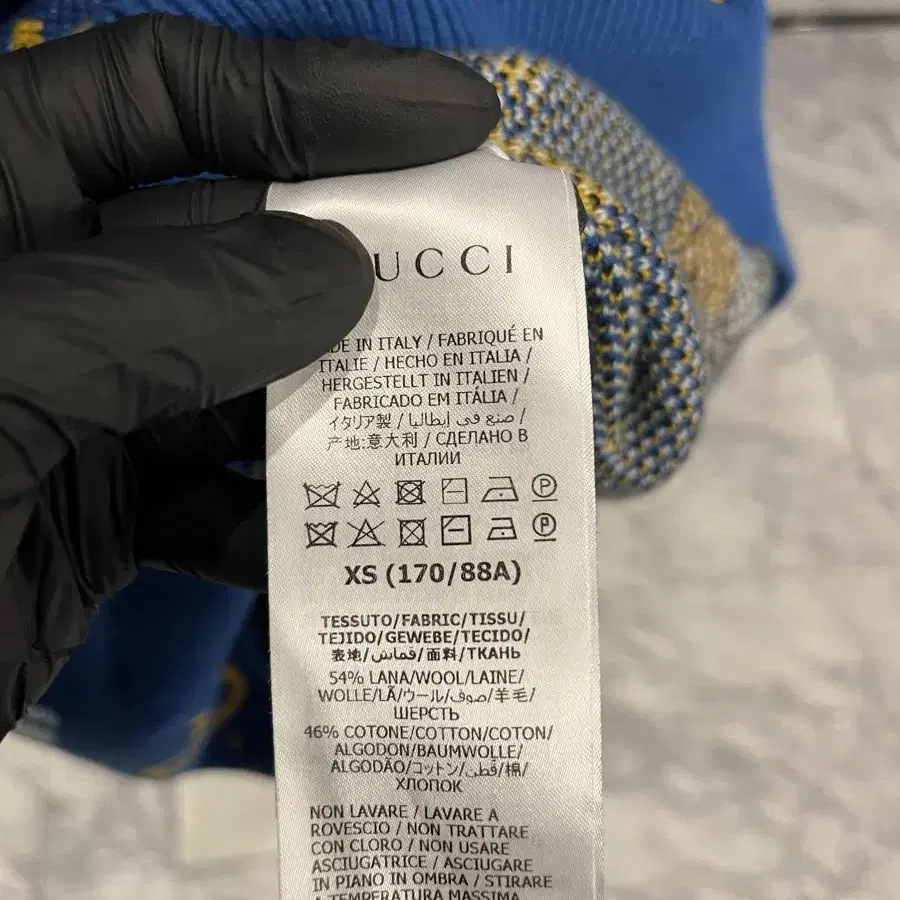 UCCI
DE IN ITALY / FABRIQUÉ EN
ITALIE / HECHO EN ITALIA /
HERGESTELLT IN ITALIEN /
FABRICADO EM ITÁLIA /
イタリア製 / صنع في إيطاليا /
产地:意大利 / СДЕЛАНО В
ИТАЛИИ
XS (170/88A)
TESSUTO/FABRIC/TISSU/
TEJIDO/GEWEBE/TECIDO/
表地/قماش/面料/ТКАНЬ
54% LANA/WOOL/LAINE/
WOLLE/LÃ/ウール/صوف/羊毛/
ШЕРСТЬ
46% COTONE/COTTON/COTON/
ALGODON/BAUMWOLLE/
ALGODÃO/コットン/قطن/棉/
ХЛОПОК
NON LAVARE / LAVARE A
ROVESCIO / NON TRATTARE
CON CLORO / NON USARE
ASCIUGATRICE / ASCIUGARE
IN PIANO IN OMBRA / STIRARE
A TEMPERATURA MASSIMA